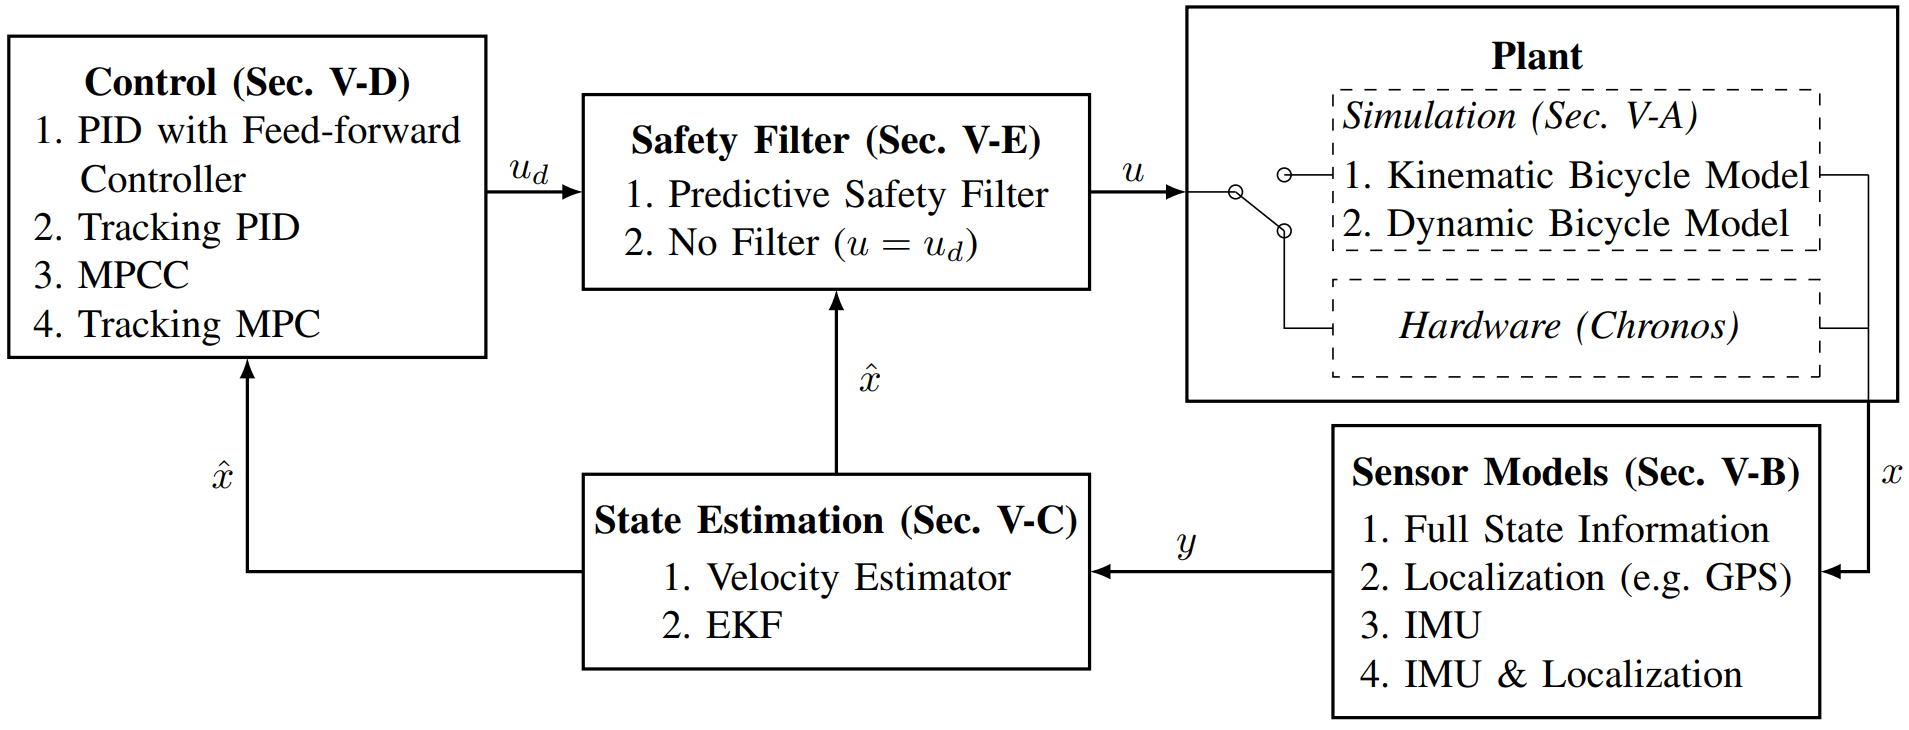 Control (Sec. V-D)
1. PID with Feed-forward
Controller
2. Tracking PID
3. MPCC
4. Tracking MPC
u_d
Safety Filter (Sec. V-E)
1. Predictive Safety Filter
2. No Filter (u = u_d)
u
Plant
Simulation (Sec. V-A)
1. Kinematic Bicycle Model
2. Dynamic Bicycle Model
Hardware (Chronos)
x
Sensor Models (Sec. V-B)
1. Full State Information
2. Localization (e.g. GPS)
3. IMU
4. IMU & Localization
y
State Estimation (Sec. V-C)
1. Velocity Estimator
2. EKF
x̂
x̂